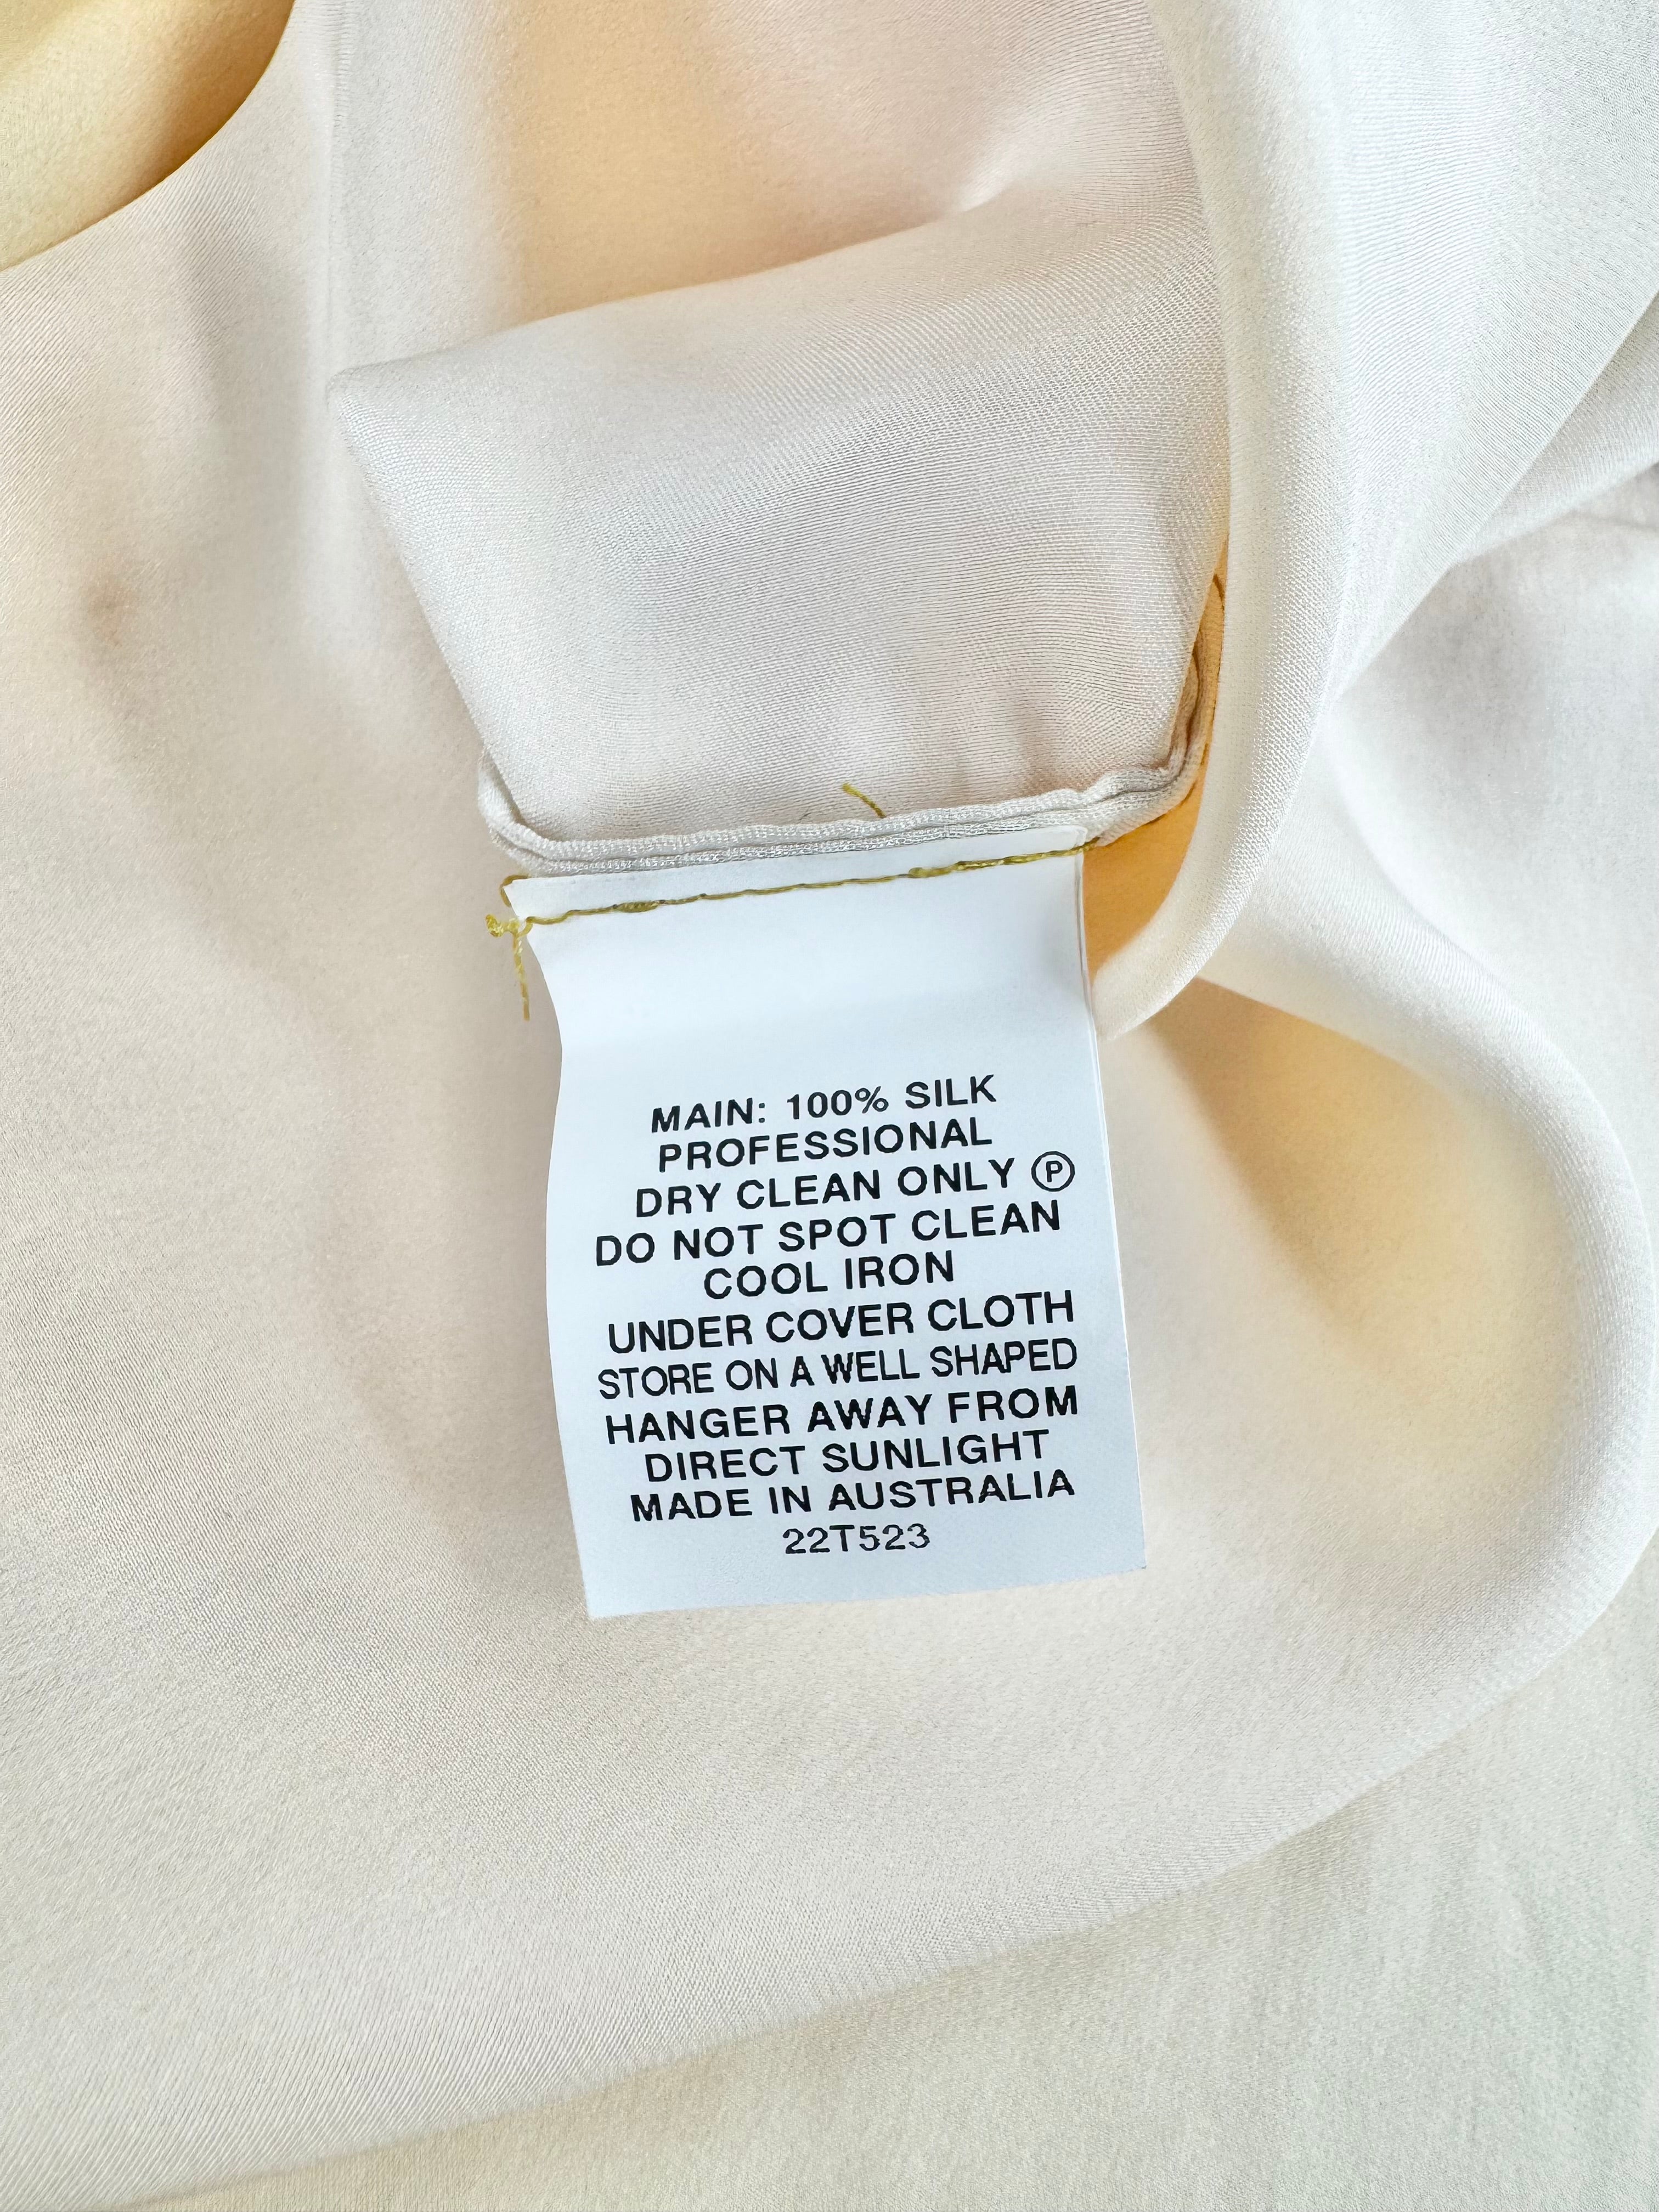 MAIN: 100% SILK
PROFESSIONAL
DRY CLEAN ONLY Ⓟ
DO NOT SPOT CLEAN
COOL IRON
UNDER COVER CLOTH
STORE ON A WELL SHAPED
HANGER AWAY FROM
DIRECT SUNLIGHT
MADE IN AUSTRALIA
22T523